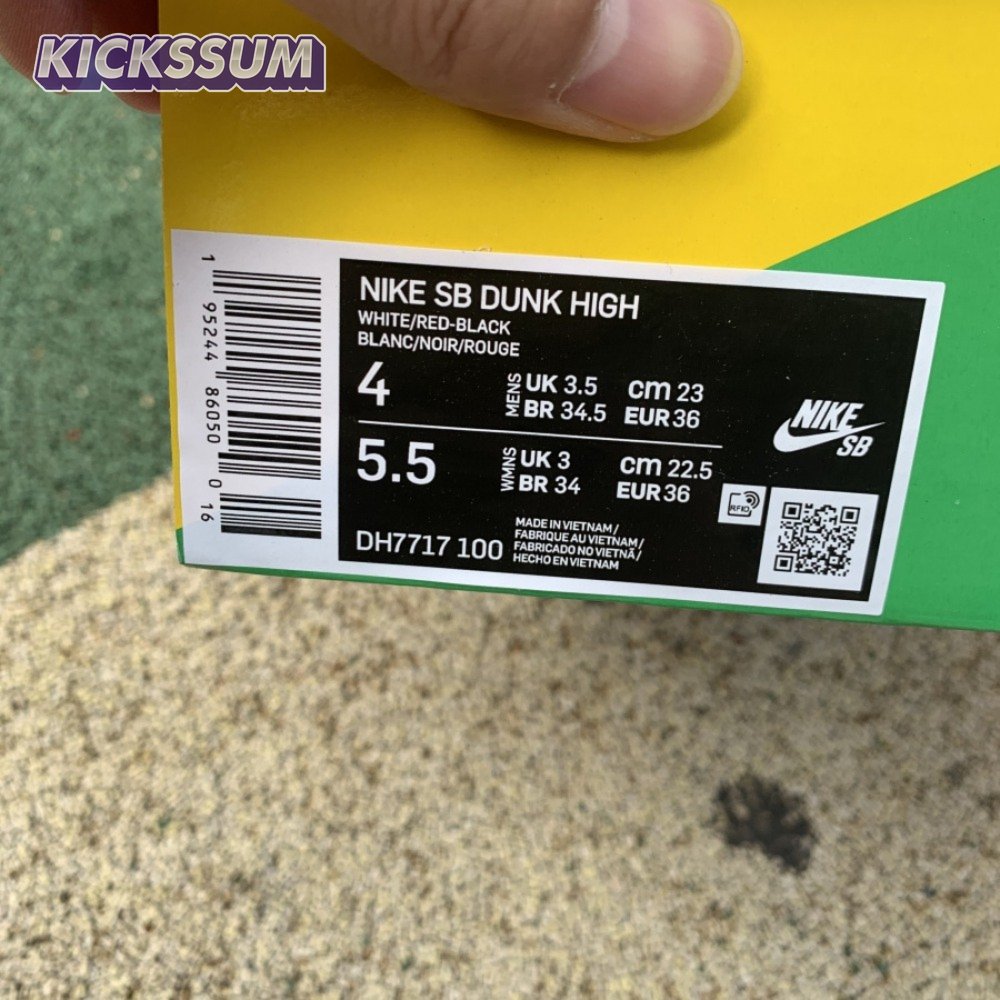 KICKSSUM
1 95244 86050 0 16
NIKE SB DUNK HIGH
WHITE/RED-BLACK
BLANC/NOIR/ROUGE
4
MENS
UK 3.5 cm 23
BR 34.5 EUR 36
5.5
WMNS
UK 3 cm 22.5
BR 34 EUR 36
NIKE
SB
RFID
DH7717 100
MADE IN VIETNAM /
FABRIQUE AU VIETNAM /
FABRICADO NO VIETNÃ /
HECHO EN VIETNAM